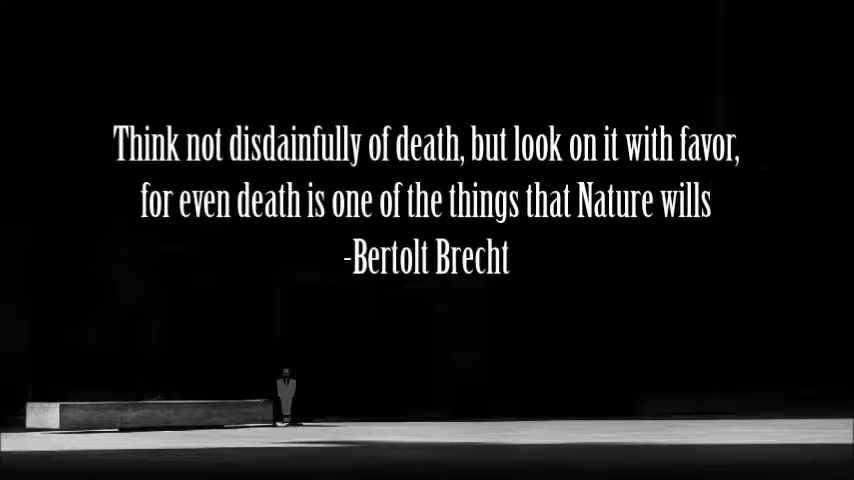 Think not disdainfully of death, but look on it with favor,
for even death is one of the things that Nature wills
-Bertolt Brecht